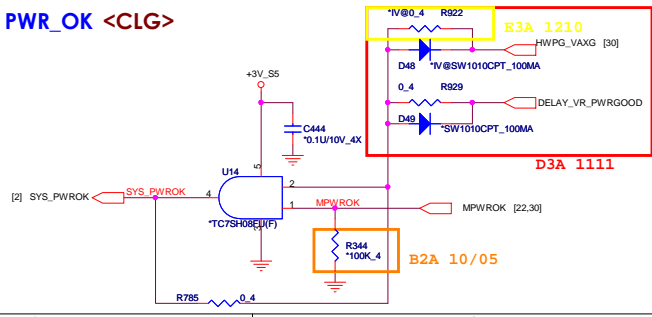 PWR_OK <CLG>
*IV@0_4 R922
E3A 1210
HWPG_VAXG [30]
D48 *IV@SW1010CPT_100MA
+3V_S5
0_4 R929
DELAY_VR_PWRGOOD
D49 *SW1010CPT_100MA
C444
*0.1U/10V_4X
D3A 1111
U14
5
2
[2] SYS_PWROK SYS_PWROK 4
1 MPWROK MPWROK [22,30]
*TC7SH08FU(F)
3
R344
*100K_4
B2A 10/05
R785 0_4